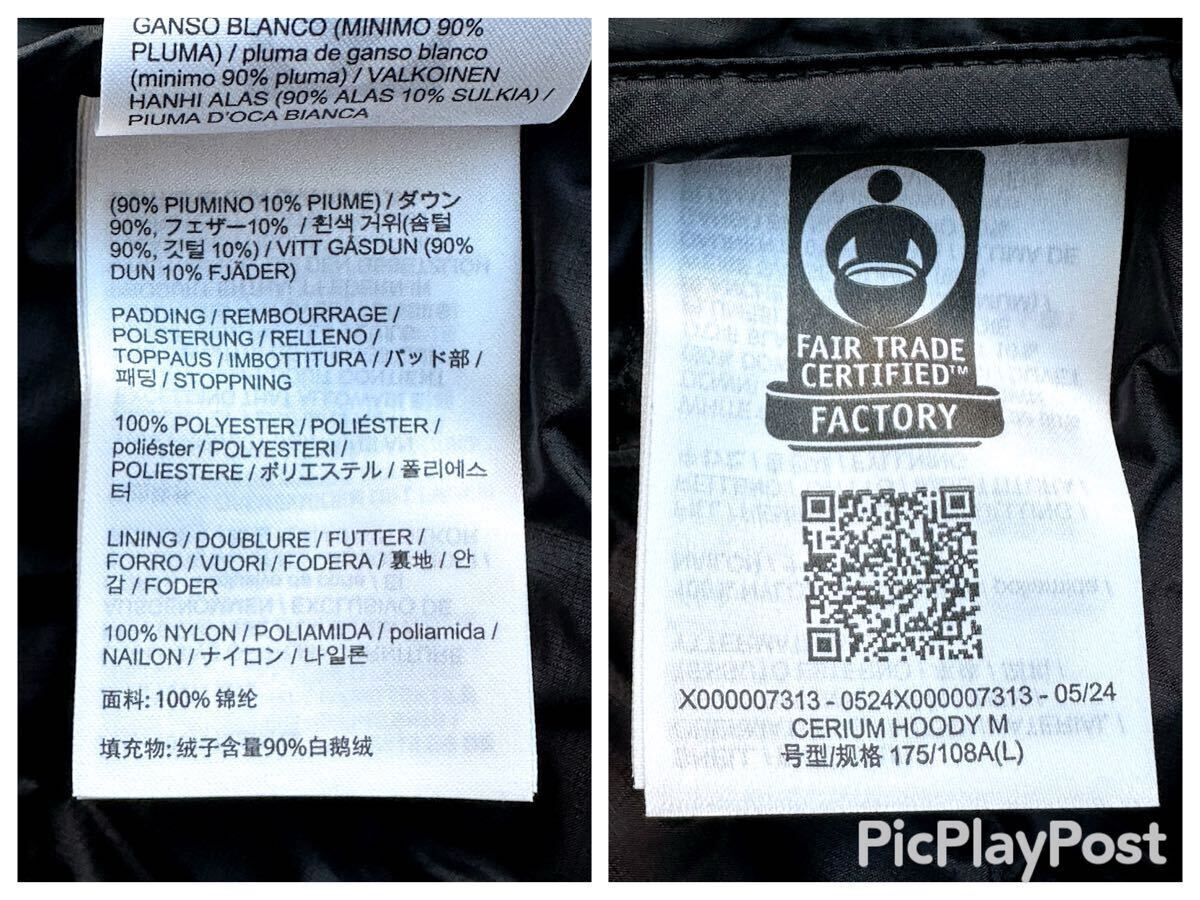 GANSO BLANCO (MINIMO 90%
PLUMA) / pluma de ganso blanco
(minimo 90% pluma) / VALKOINEN
HANHI ALAS (90% ALAS 10% SULKIA) /
PIUMA D'OCA BIANCA
(90% PIUMINO 10% PIUME) / ダウン
90%, フェザー10% / 흰색 거위(솜털
90%, 깃털 10%) / VITT GÅSDUN (90%
DUN 10% FJÄDER)
PADDING / REMBOURRAGE /
POLSTERUNG / RELLENO /
TOPPAUS / IMBOTTITURA / パッド部 /
패딩 / STOPPNING
100% POLYESTER / POLIÉSTER /
poliéster / POLYESTERI /
POLIESTERE / ポリエステル / 폴리에스
터
LINING / DOUBLURE / FUTTER /
FORRO / VUORI / FODERA / 裏地 / 안
감 / FODER
100% NYLON / POLIAMIDA / poliamida /
NAILON / ナイロン / 나일론
面料: 100% 锦纶
填充物: 绒子含量90%白鹅绒
FAIR TRADE
CERTIFIED™
FACTORY
X000007313 - 0524X000007313 - 05/24
CERIUM HOODY M
号型/规格 175/108A(L)
PicPlayPost